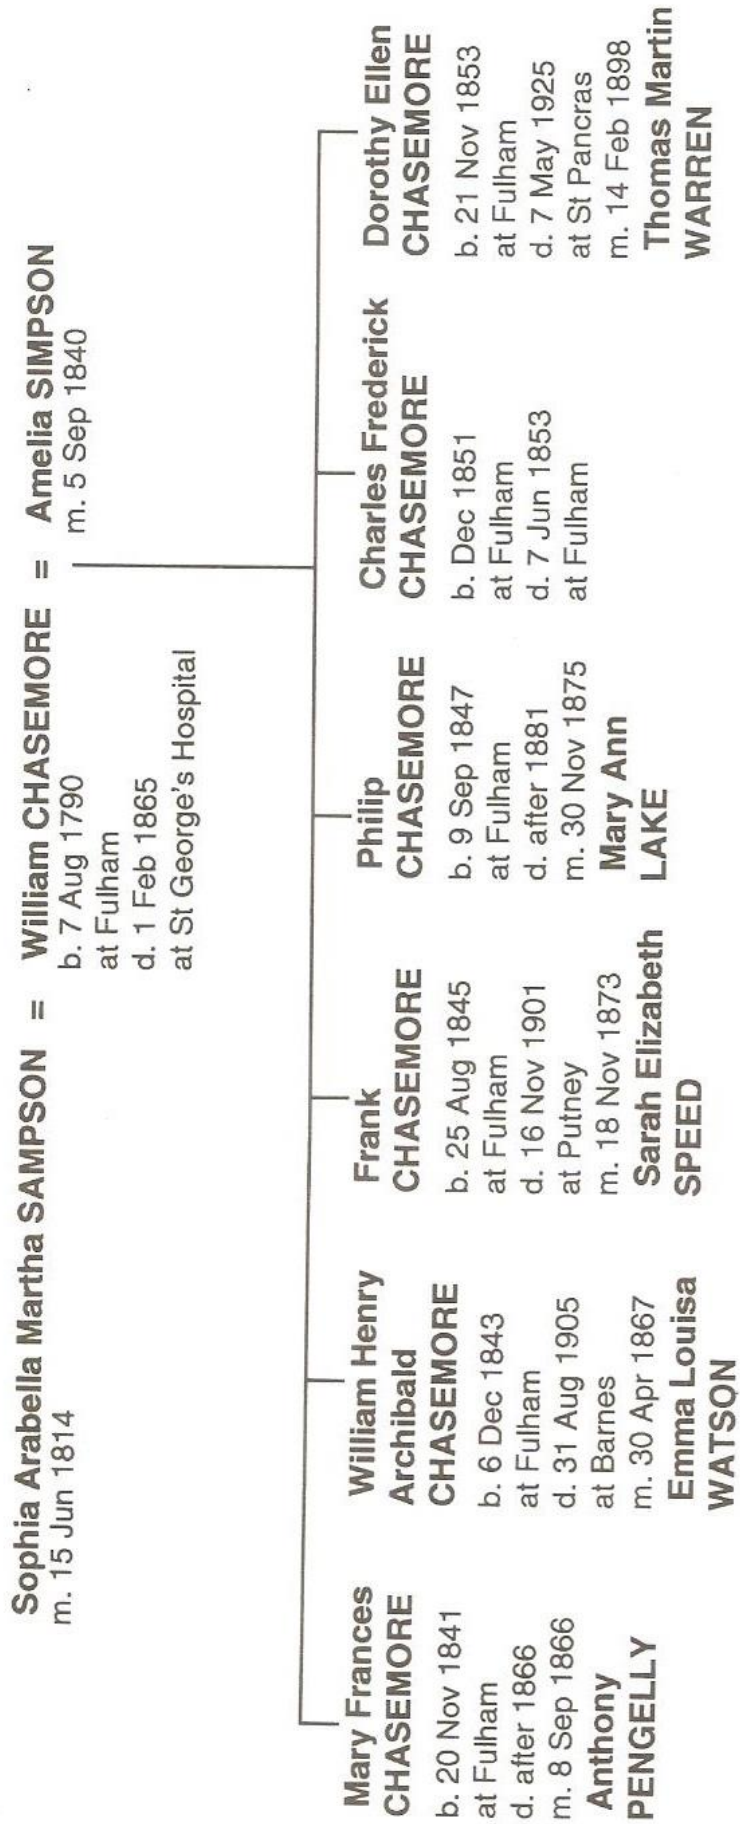 Sophia Arabella Martha SAMPSON = William CHASEMORE = Amelia SIMPSON
m. 15 Jun 1814
b. 7 Aug 1790
at Fulham
d. 1 Feb 1865
at St George's Hospital
m. 5 Sep 1840
Mary Frances
CHASEMORE
b. 20 Nov 1841
at Fulham
d. after 1866
m. 8 Sep 1866
Anthony
PENGELLY
William Henry
Archibald
CHASEMORE
b. 6 Dec 1843
at Fulham
d. 31 Aug 1905
at Barnes
m. 30 Apr 1867
Emma Louisa
WATSON
Frank
CHASEMORE
b. 25 Aug 1845
at Fulham
d. 16 Nov 1901
at Putney
m. 18 Nov 1873
Sarah Elizabeth
SPEED
Philip
CHASEMORE
b. 9 Sep 1847
at Fulham
d. after 1881
m. 30 Nov 1875
Mary Ann
LAKE
Charles Frederick
CHASEMORE
b. Dec 1851
at Fulham
d. 7 Jun 1853
at Fulham
Dorothy Ellen
CHASEMORE
b. 21 Nov 1853
at Fulham
d. 7 May 1925
at St Pancras
m. 14 Feb 1898
Thomas Martin
WARREN